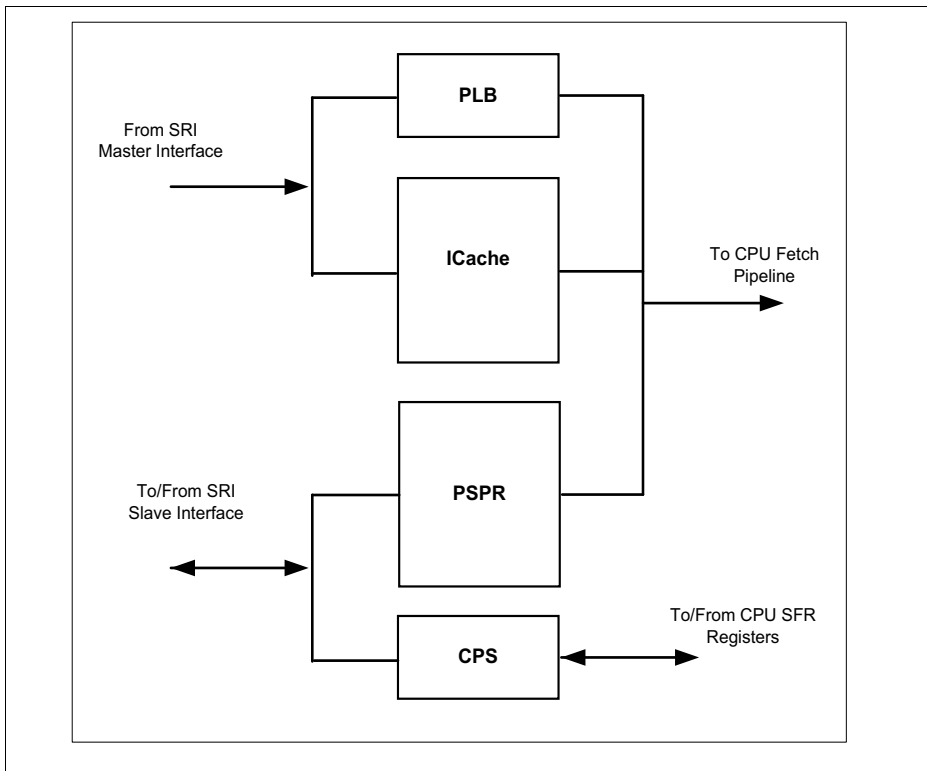 PLB
From SRI
Master Interface
ICache
To CPU Fetch
Pipeline
PSPR
To/From SRI
Slave Interface
To/From CPU SFR
Registers
CPS